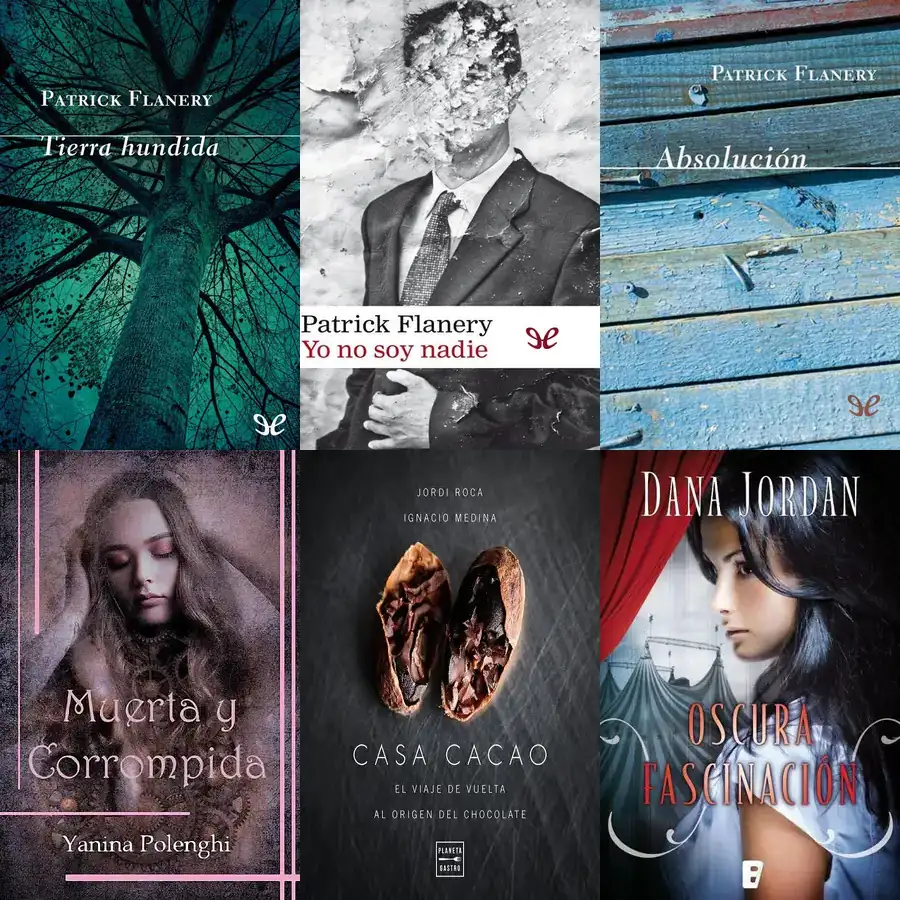 PATRICK FLANERY
Tierra hundida
Patrick Flanery
Yo no soy nadie
PATRICK FLANERY
Absolución
Muerta y
Corrompida
Yanina Polenghi
JORDI ROCA
IGNACIO MEDINA
CASA CACAO
EL VIAJE DE VUELTA
AL ORIGEN DEL CHOCOLATE
PLANETA
GASTRO
DANA JORDAN
OSCURA
FASCINACIÓN